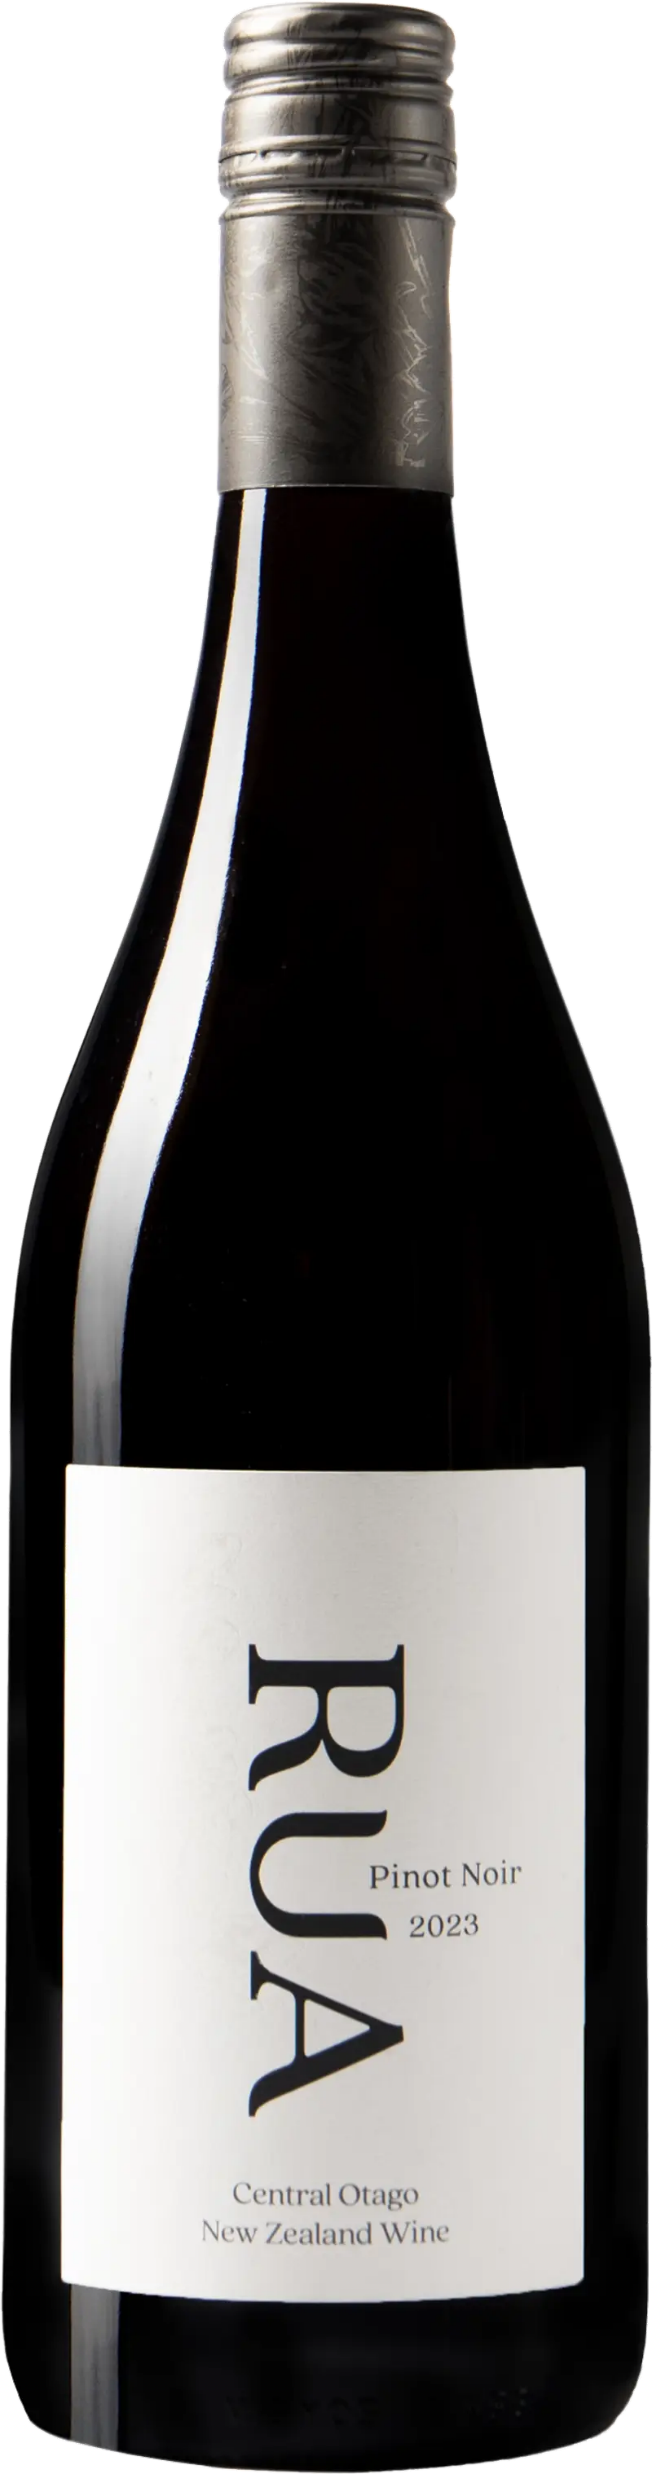 RUA
Pinot Noir
2023
Central Otago
New Zealand Wine